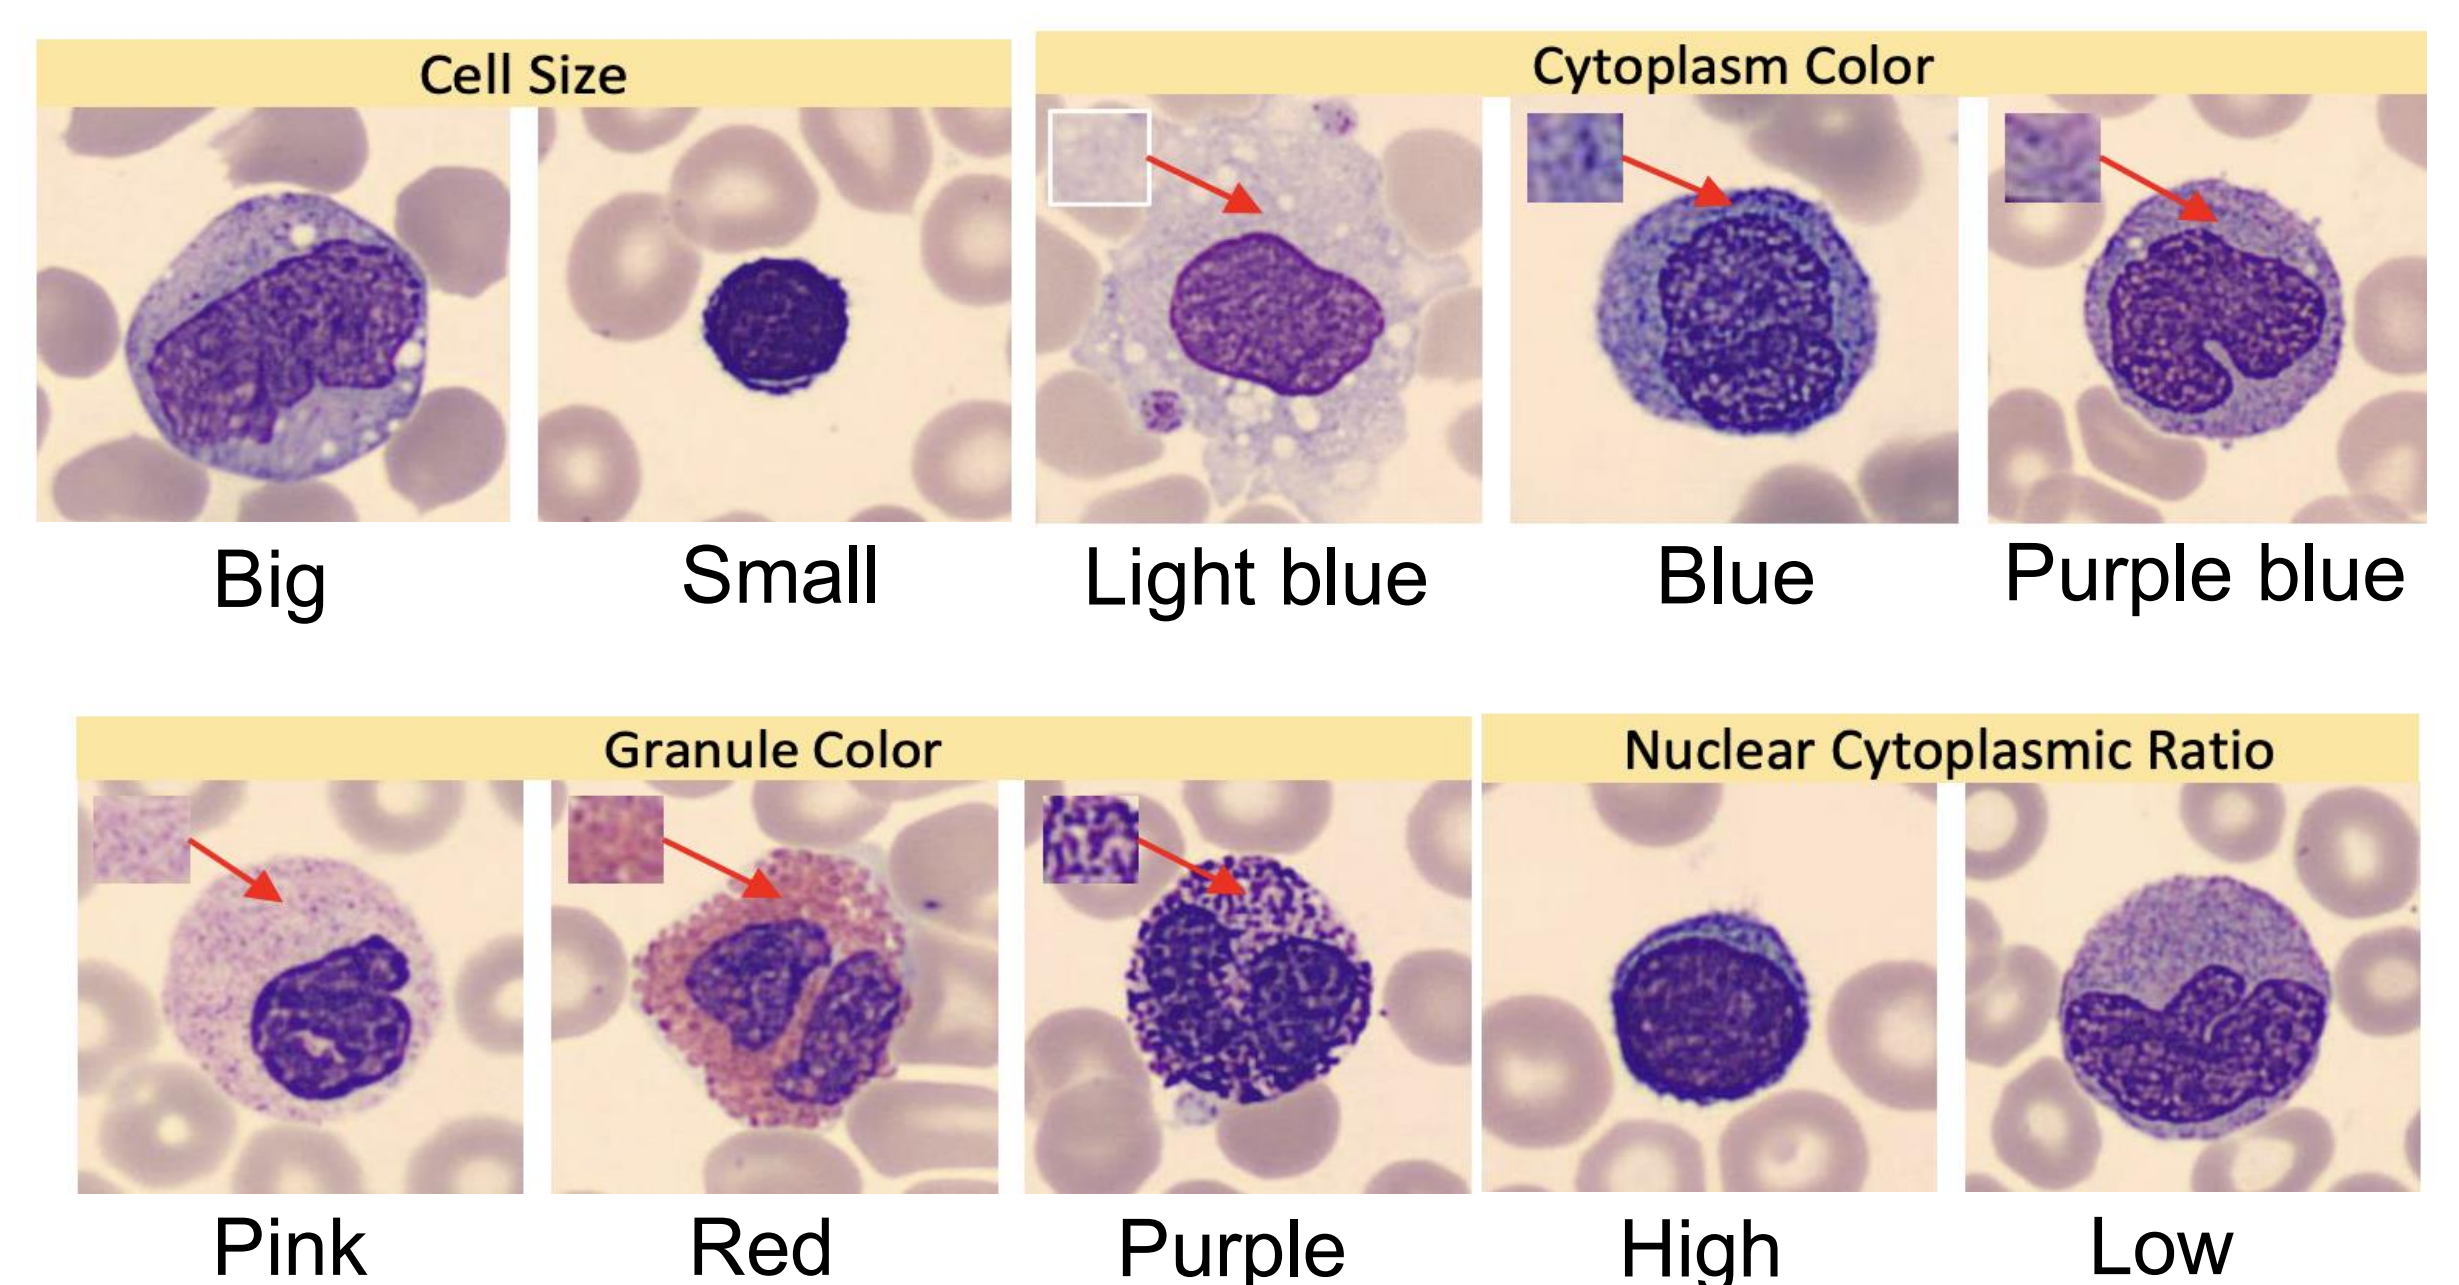 Cell Size
Cytoplasm Color
Big
Small
Light blue
Blue
Purple blue
Granule Color
Nuclear Cytoplasmic Ratio
Pink
Red
Purple
High
Low